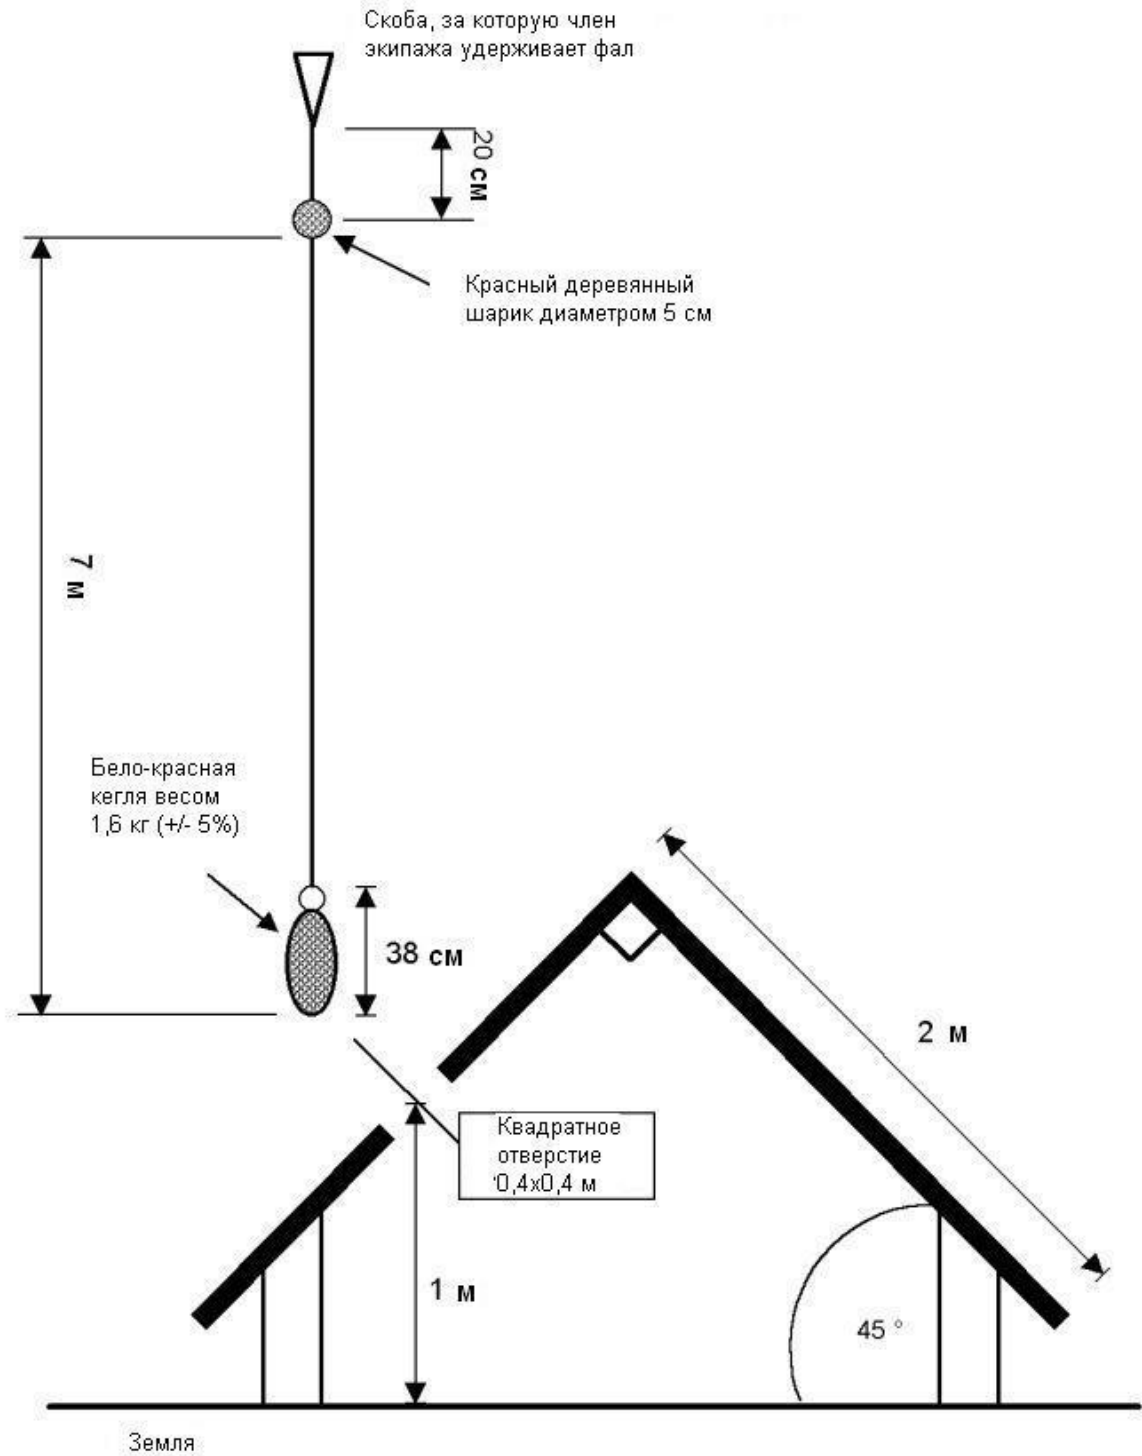 Скоба, за которую член
экипажа удерживает фал
20 см
Красный деревянный
шарик диаметром 5 см
7 м
Бело-красная
кегля весом
1,6 кг (+/- 5%)
38 см
2 м
Квадратное
отверстие
0,4х0,4 м
1 м
45 °
Земля